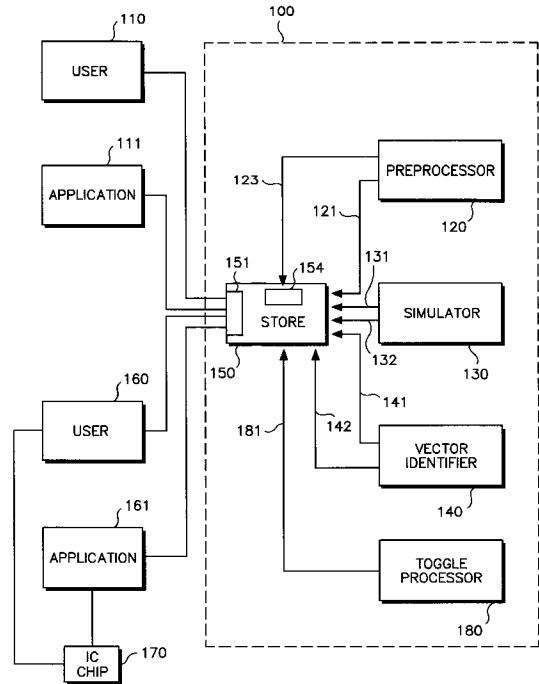 100
110
USER
111
APPLICATION
123
121
PREPROCESSOR
120
151
154
131
STORE
SIMULATOR
150
132
130
160
141
USER
181
142
VECTOR
IDENTIFIER
140
161
APPLICATION
TOGGLE
PROCESSOR
180
IC
CHIP
170